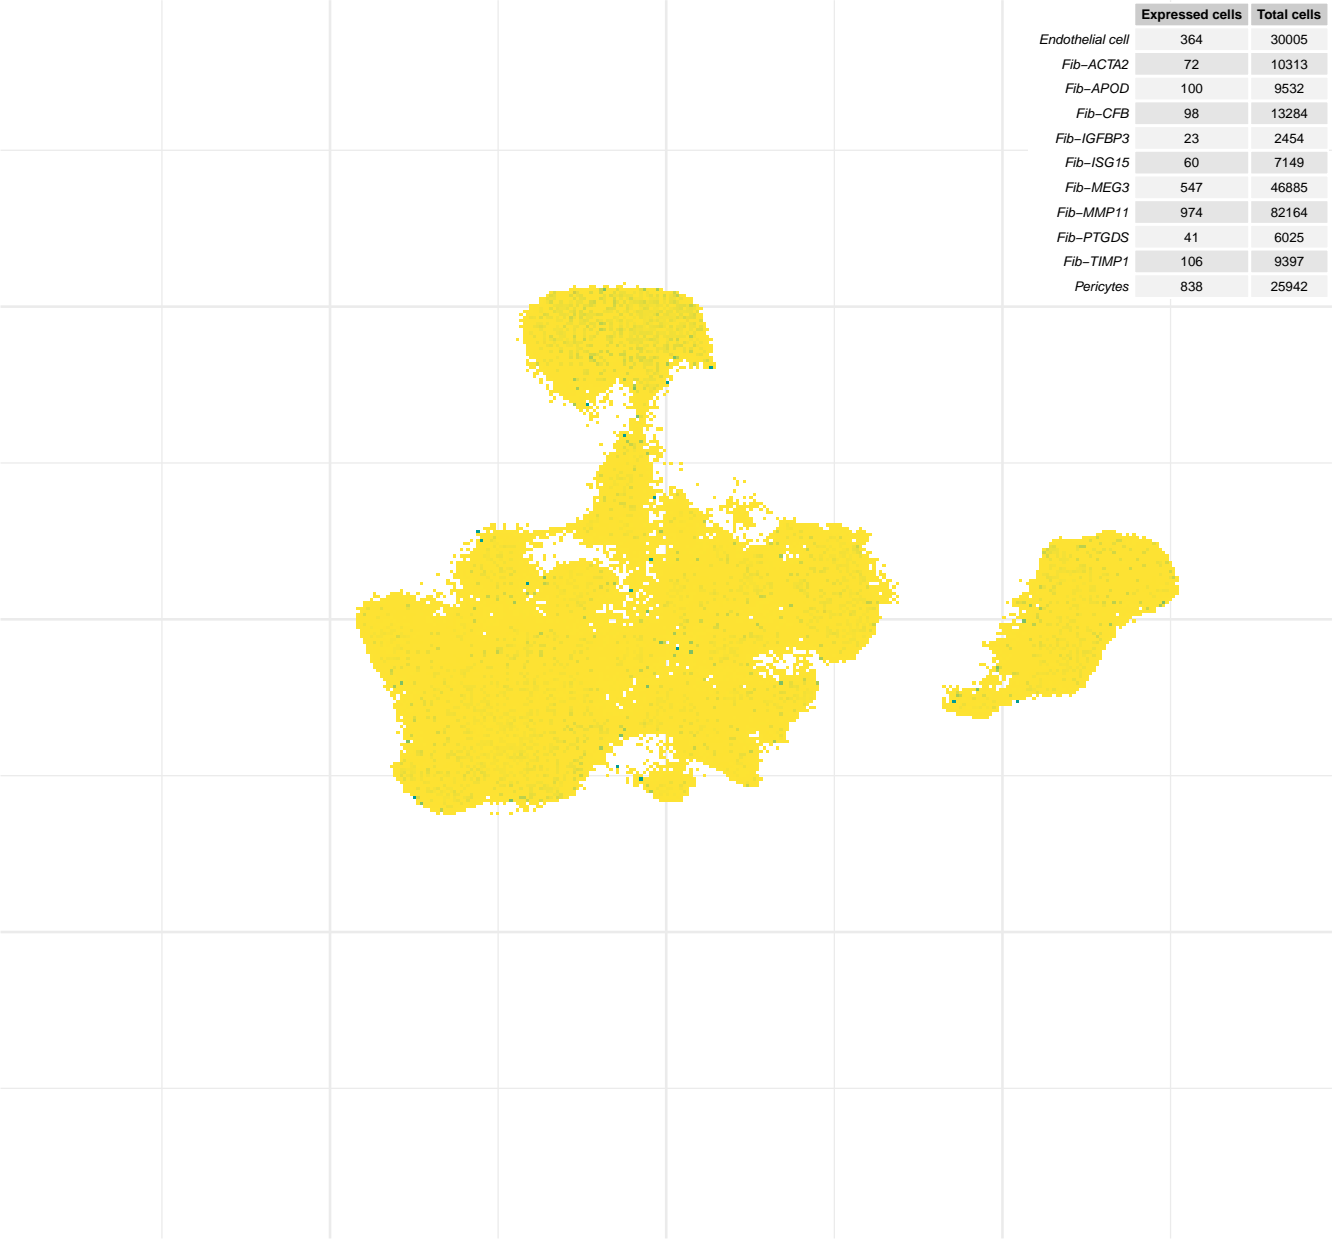 Expressed cells Total cells
Endothelial cell 364 30005
Fib−ACTA2 72 10313
Fib−APOD 100 9532
Fib−CFB 98 13284
Fib−IGFBP3 23 2454
Fib−ISG15 60 7149
Fib−MEG3 547 46885
Fib−MMP11 974 82164
Fib−PTGDS 41 6025
Fib−TIMP1 106 9397
Pericytes 838 25942